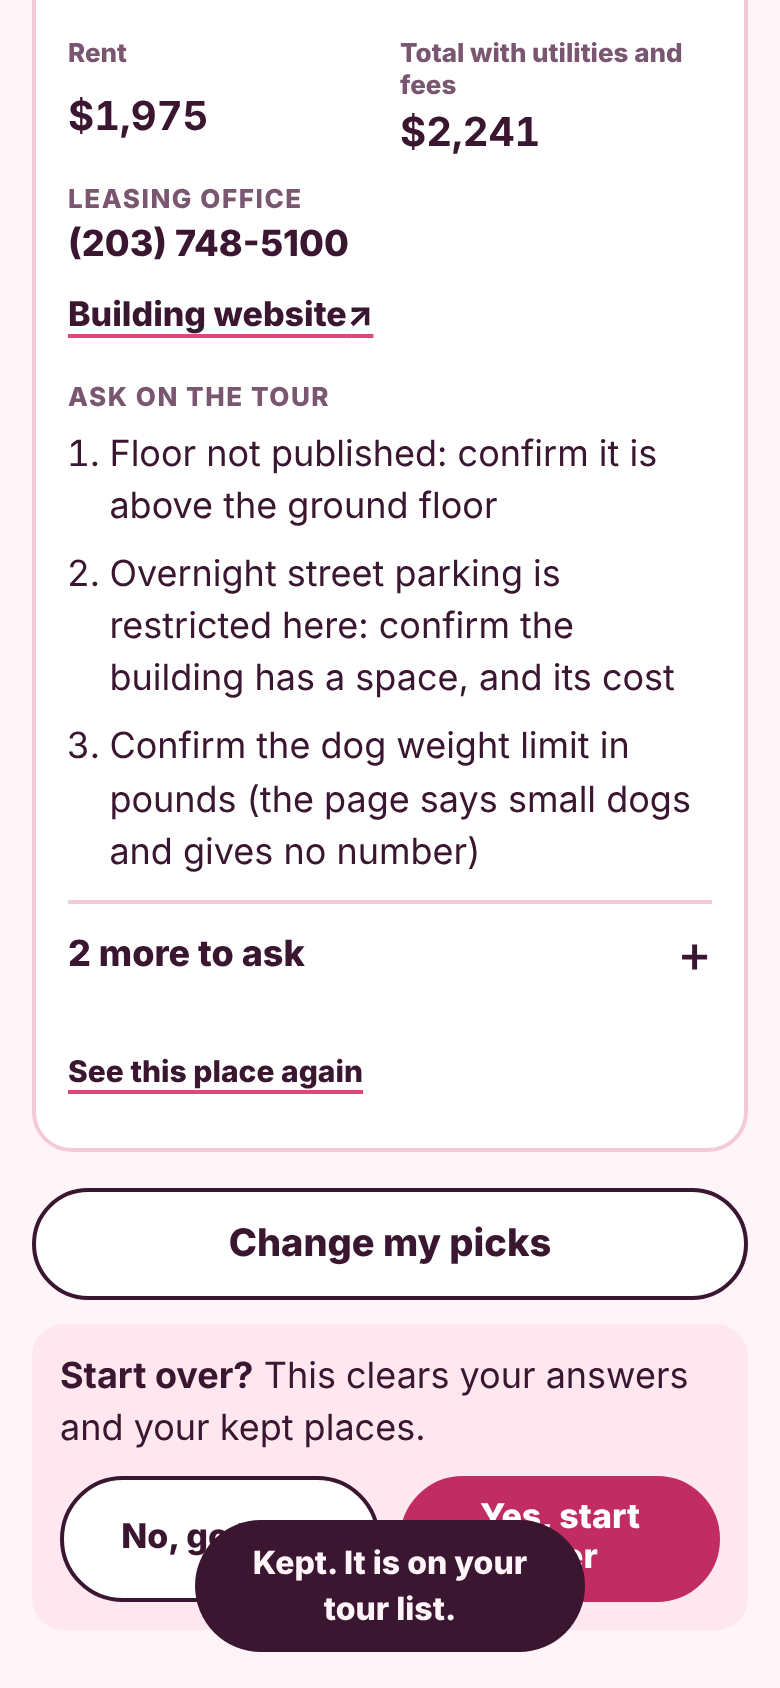 Rent
$1,975
Total with utilities and
fees
$2,241
LEASING OFFICE
(203) 748-5100
Building website↗
ASK ON THE TOUR
1. Floor not published: confirm it is
above the ground floor
2. Overnight street parking is
restricted here: confirm the
building has a space, and its cost
3. Confirm the dog weight limit in
pounds (the page says small dogs
and gives no number)
2 more to ask +
See this place again
Change my picks
Start over? This clears your answers
and your kept places.
No,
Yes, start
Kept. It is on your
tour list.